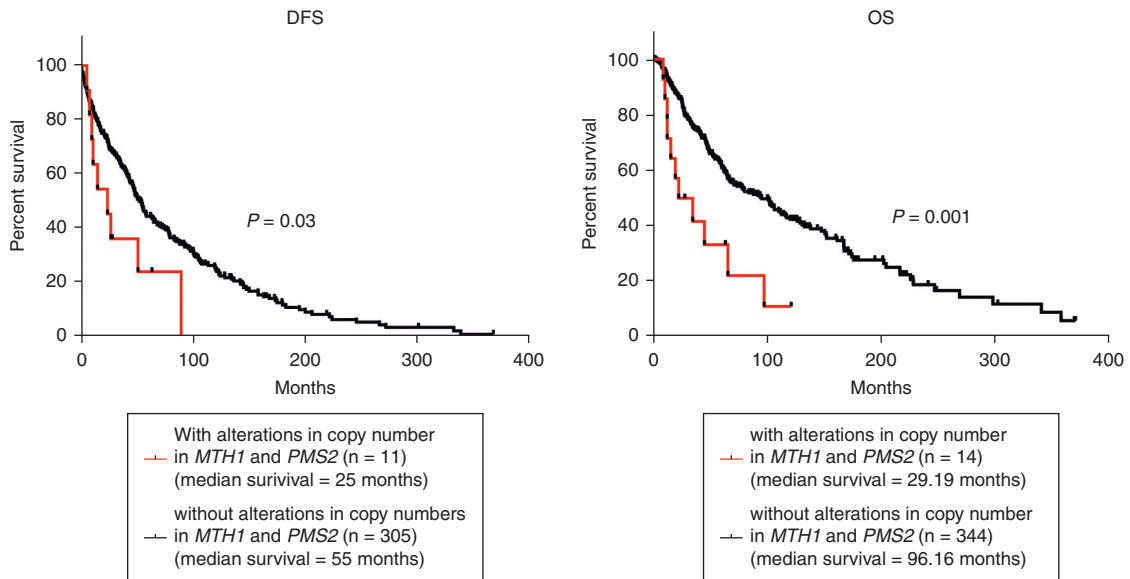 DFS
Percent survival
100
80
60
40
20
0
P = 0.03
0 100 200 300 400
Months
With alterations in copy number
in MTH1 and PMS2 (n = 11)
(median surivival = 25 months)
without alterations in copy numbers
in MTH1 and PMS2 (n = 305)
(median survival = 55 months)
OS
Percent survival
100
80
60
40
20
0
P = 0.001
0 100 200 300 400
Months
with alterations in copy number
in MTH1 and PMS2 (n = 14)
(median survival = 29.19 months)
without alterations in copy number
in MTH1 and PMS2 (n = 344)
(median survival = 96.16 months)